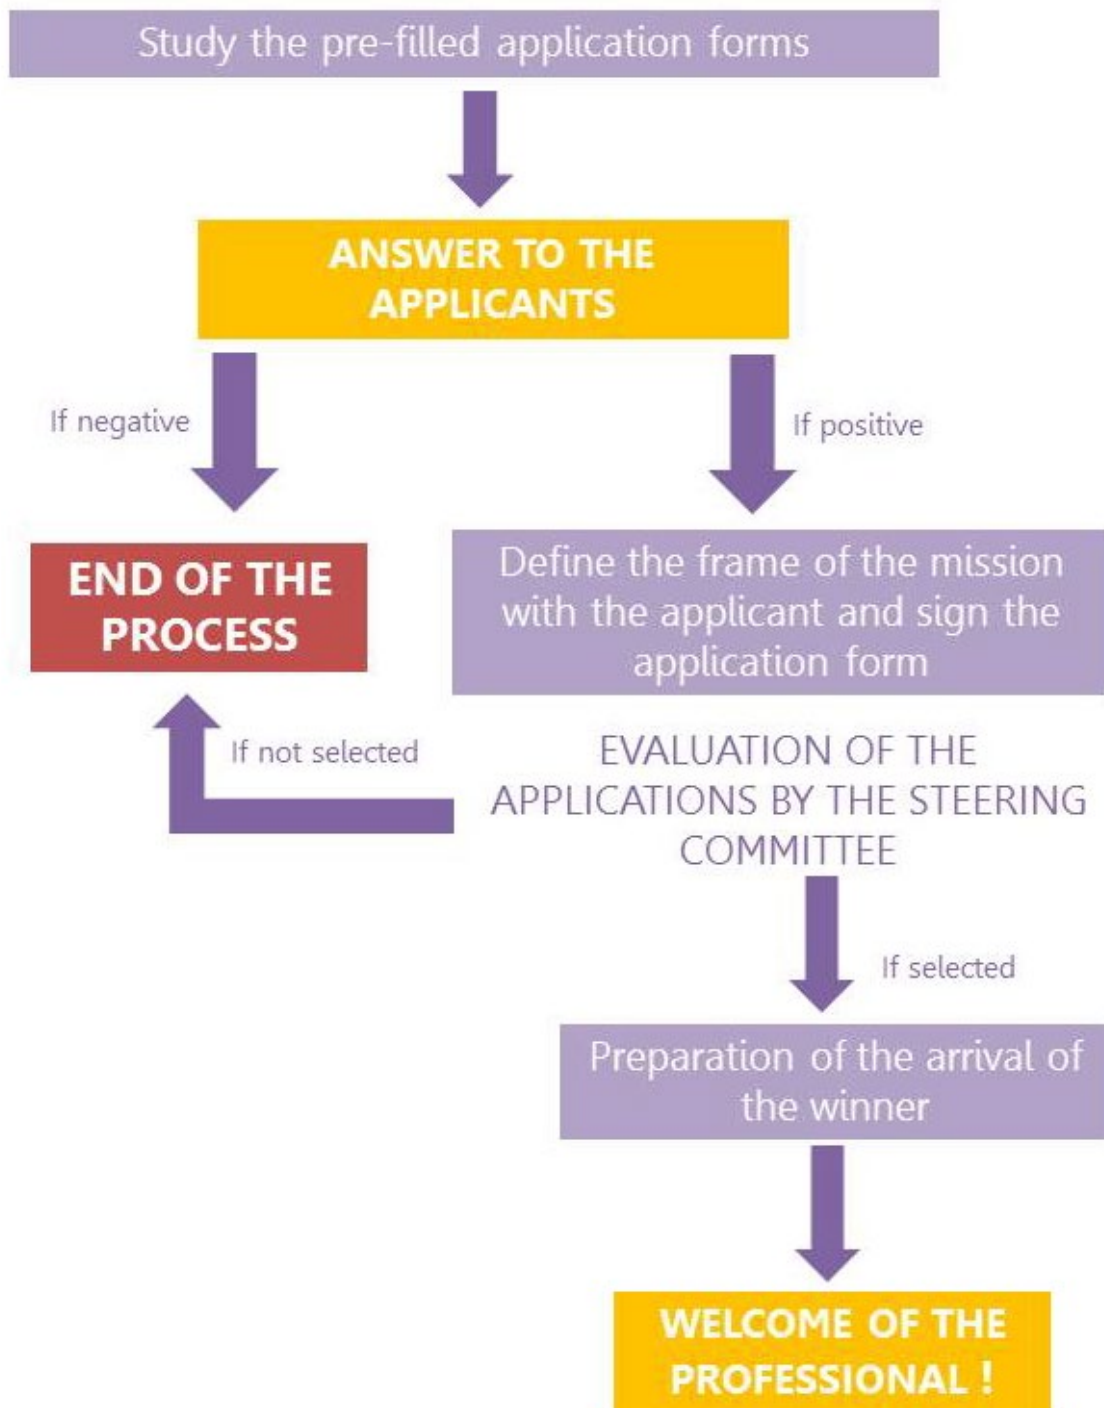 Study the pre-filled application forms
ANSWER TO THE
APPLICANTS
If negative
If positive
END OF THE
PROCESS
Define the frame of the mission
with the applicant and sign the
application form
If not selected
EVALUATION OF THE
APPLICATIONS BY THE STEERING
COMMITTEE
If selected
Preparation of the arrival of
the winner
WELCOME OF THE
PROFESSIONAL !